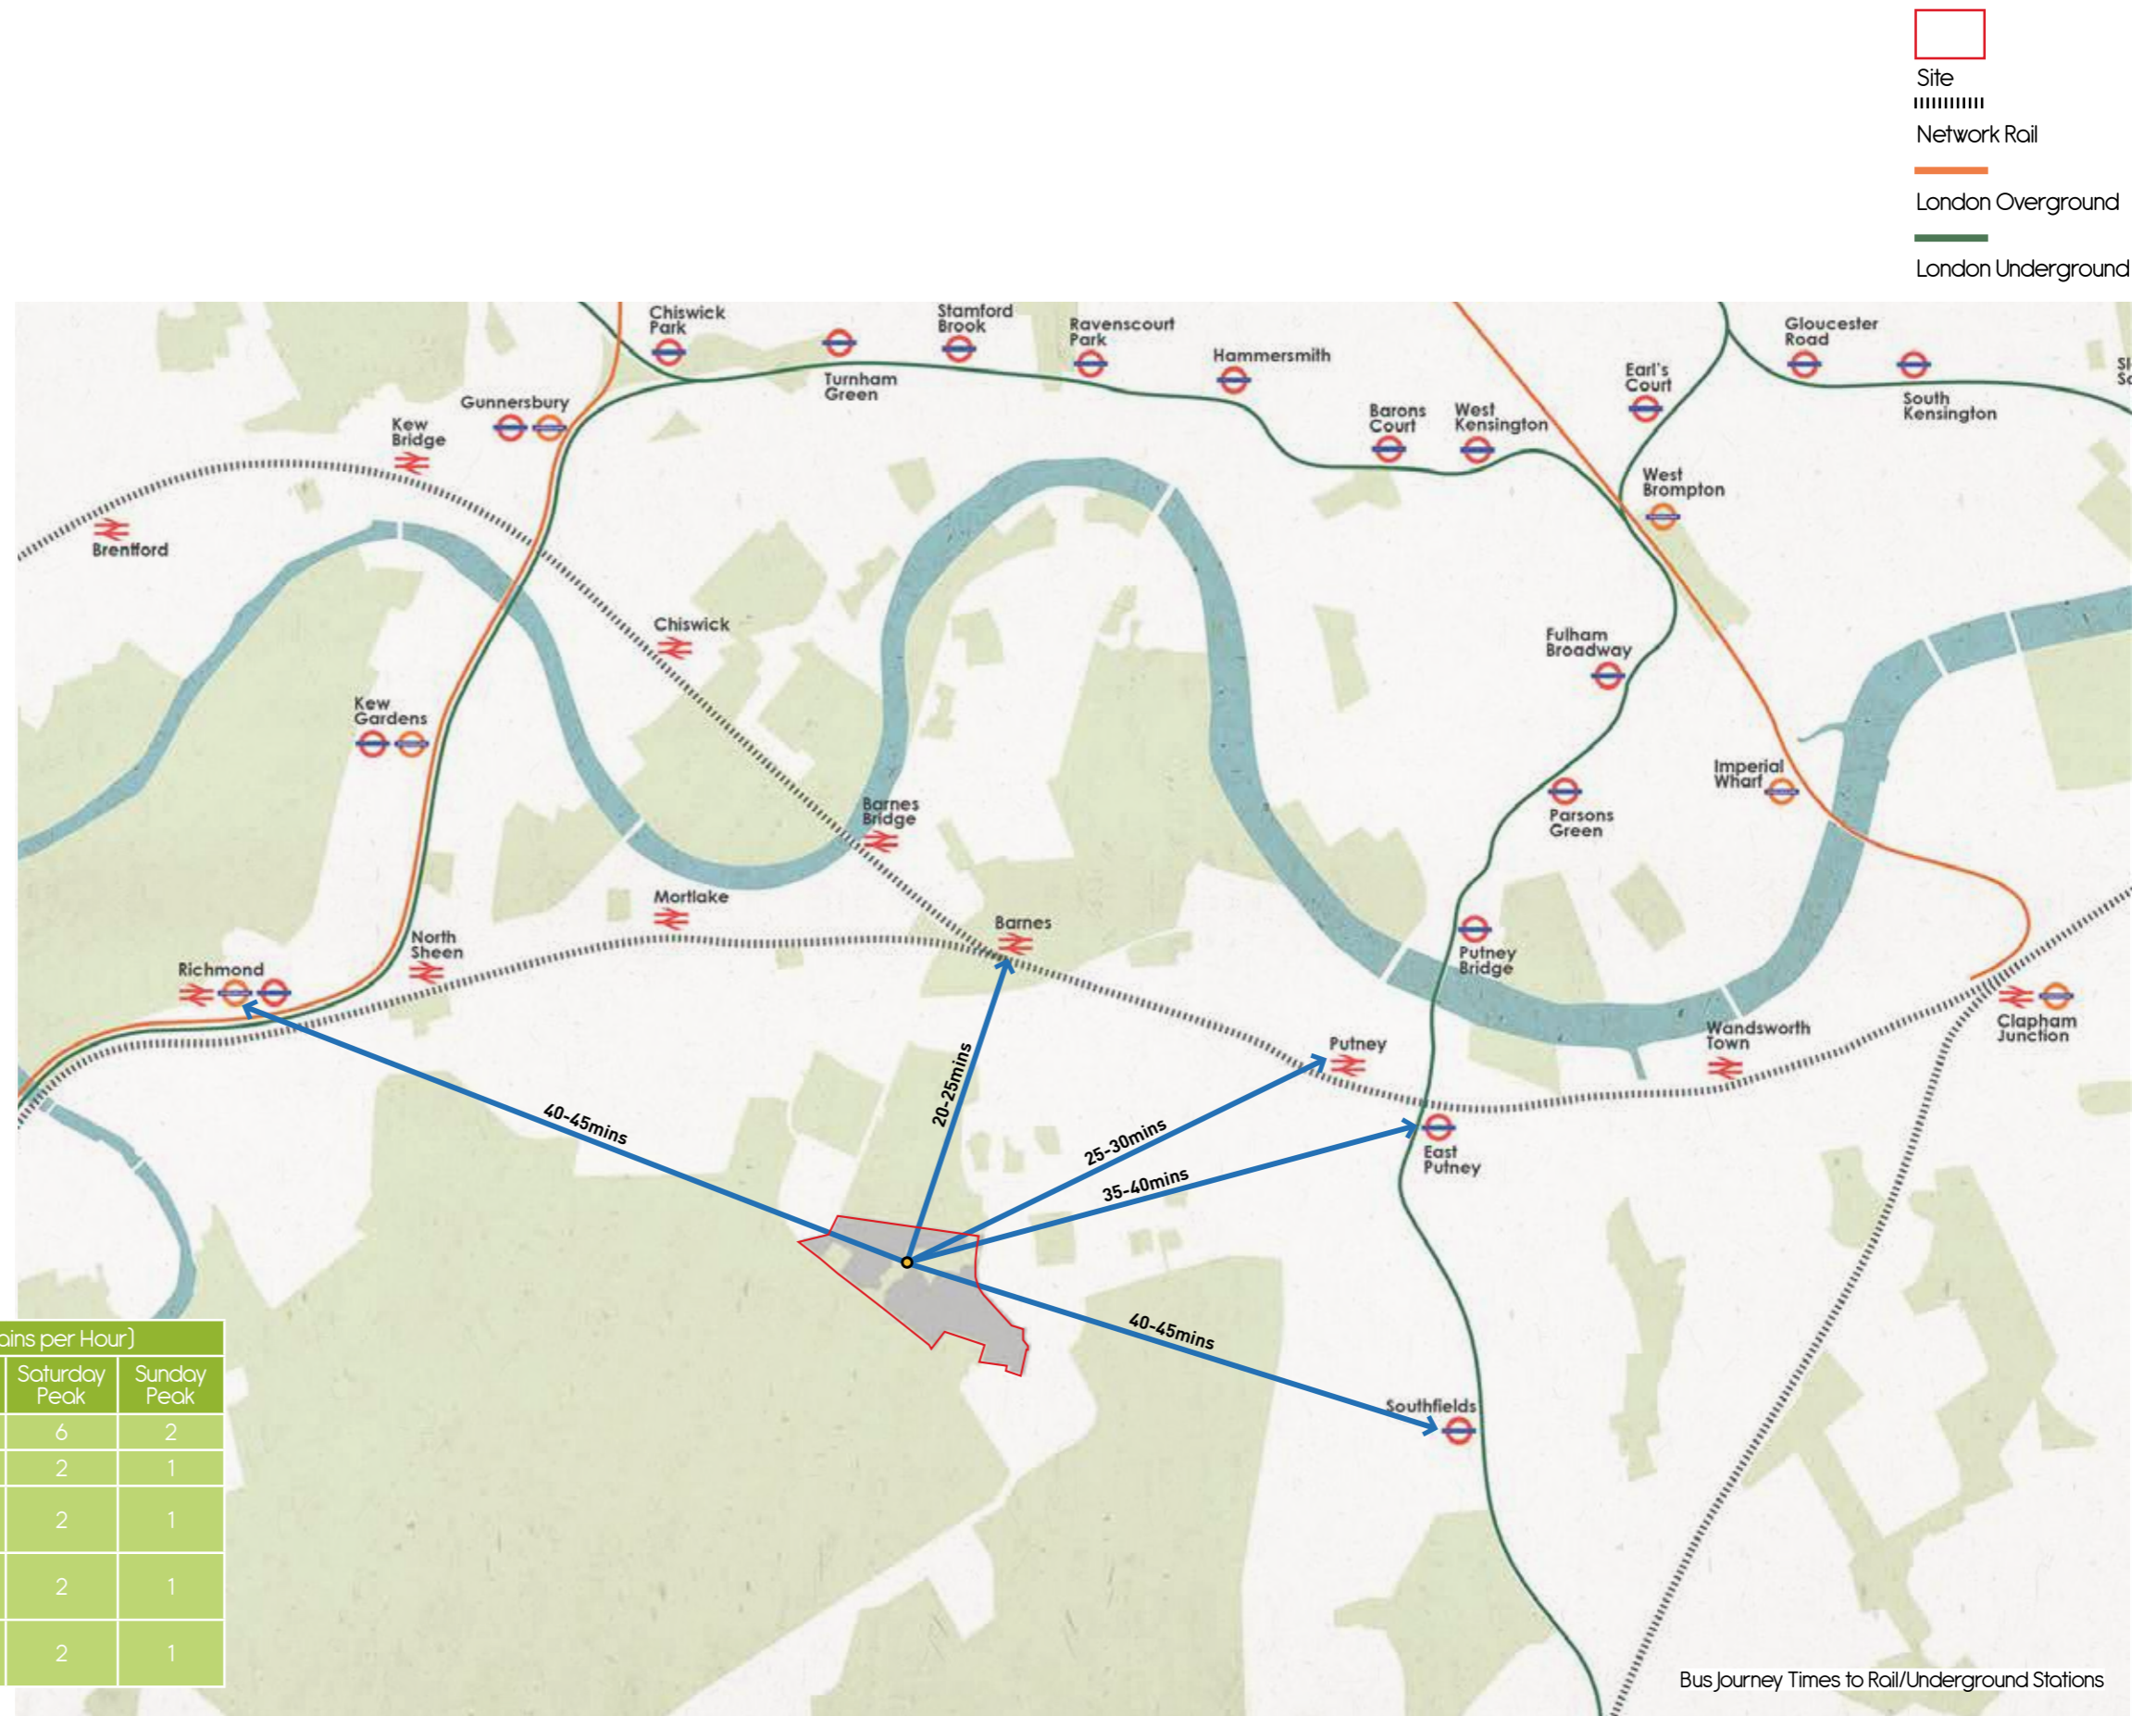 Site
Network Rail
London Overground
London Underground
Chiswick
Park
Stamford
Brook
Ravenscourt
Park
Hammersmith
Turnham
Green
Gunnersbury
Kew
Bridge
Brentford
Barons
Court
West
Kensington
Earl's
Court
Gloucester
Road
South
Kensington
West
Brompton
Chiswick
Fulham
Broadway
Kew
Gardens
Imperial
Wharf
Parsons
Green
Barnes
Bridge
Mortlake
Barnes
North
Sheen
Richmond
Putney
Bridge
Putney
Wandsworth
Town
Clapham
Junction
East
Putney
Southfields
40-45mins
20-25mins
25-30mins
35-40mins
40-45mins
per Hour)
Saturday
Peak
Sunday
Peak
6 2
2 1
2 1
2 1
2 1
Bus Journey Times to Rail/Underground Stations